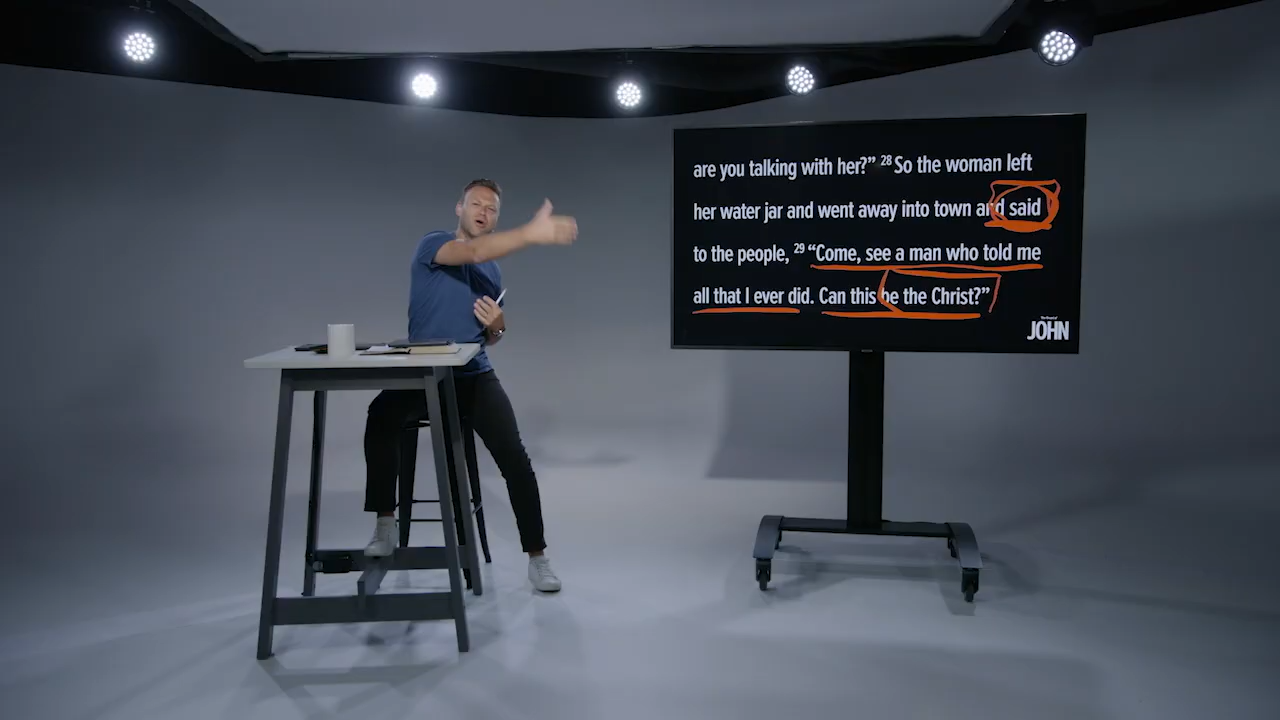 are you talking with her?” 28 So the woman left
her water jar and went away into town and said
to the people, 29 “Come, see a man who told me
all that I ever did. Can this be the Christ?”
JOHN